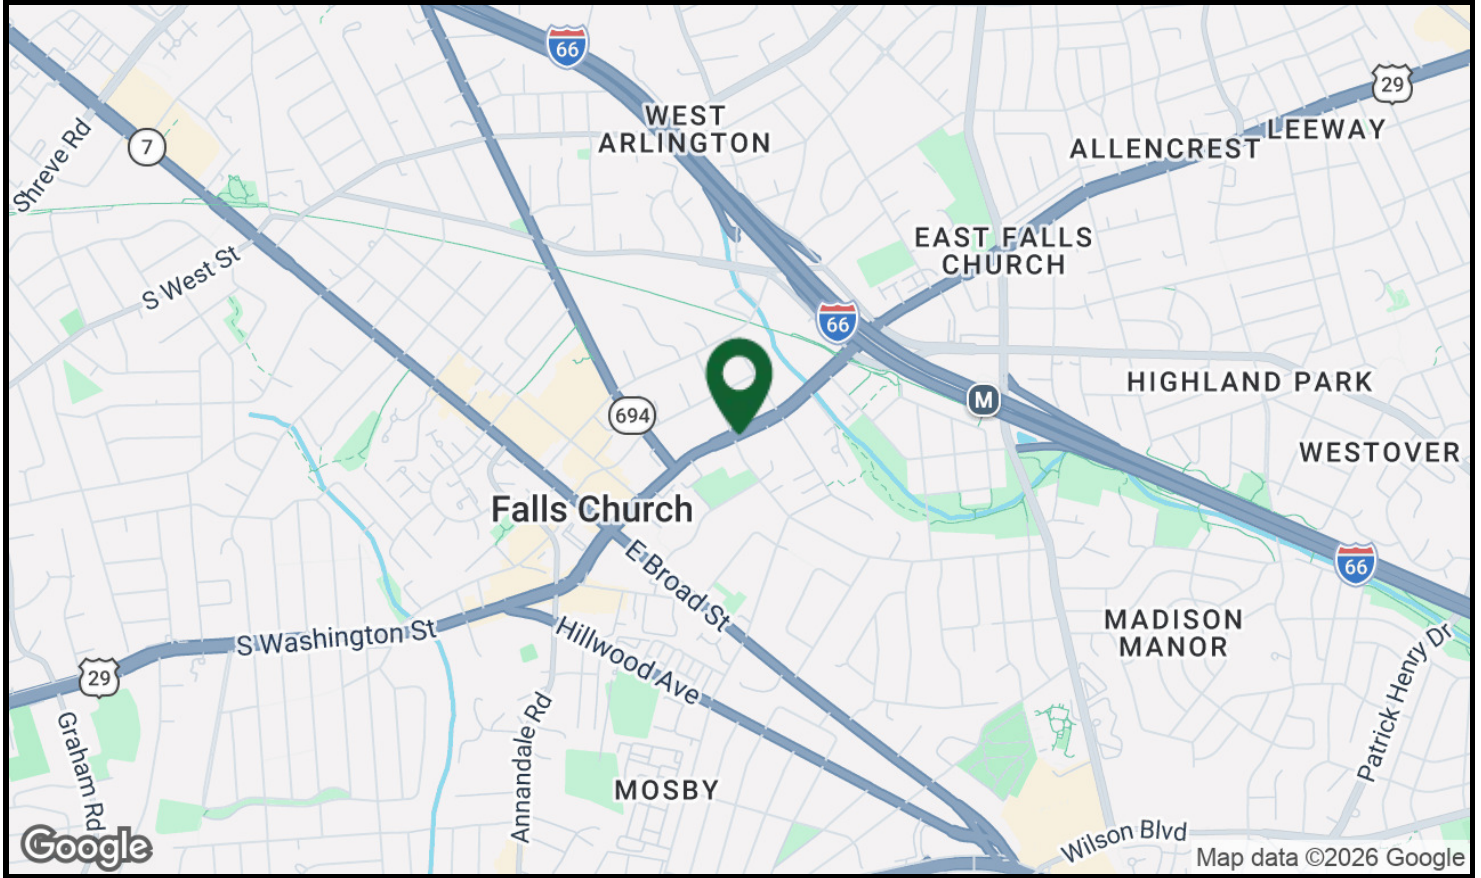 66
WEST
ARLINGTON
29
LEEWAY
ALLENCREST
7
Shreve Rd
EAST FALLS
CHURCH
S West St
66
HIGHLAND PARK
M
694
WESTOVER
Falls Church
E Broad St
66
S Washington St
Hillwood Ave
MADISON
MANOR
29
Patrick Henry Dr
Graham Rd
Annandale Rd
MOSBY
Wilson Blvd
Google
Map data ©2026 Google